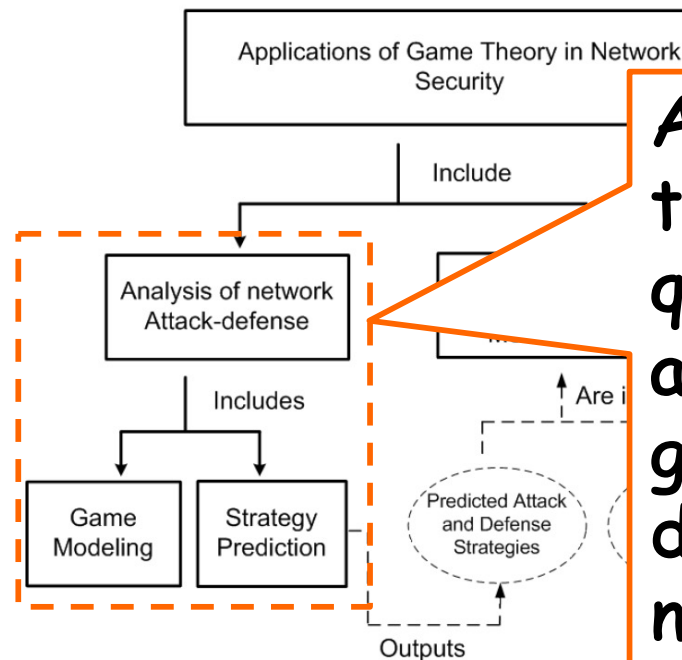 Applications of Game Theory in Network
Security
Include
Analysis of network
Attack-defense
Includes
Game
Modeling
Strategy
Prediction
Predicted Attack
and Defense
Strategies
Outputs
Are